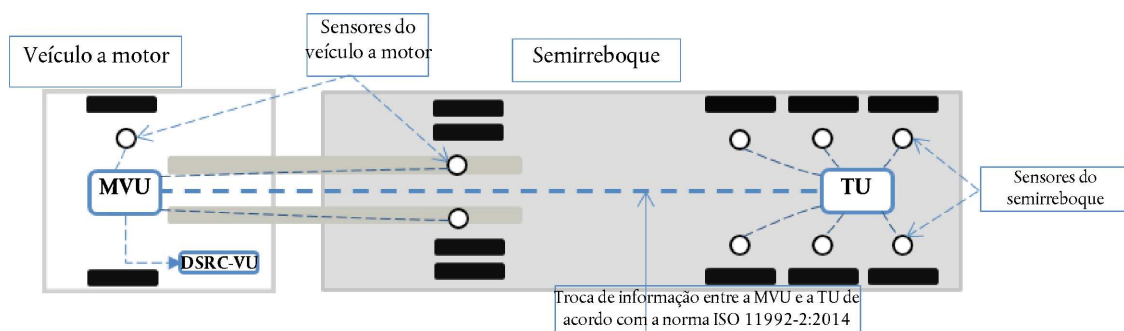 Veículo a motor
Sensores do
veículo a motor
Semirreboque
MVU
TU
Sensores do
semirreboque
DSRC-VU
Troca de informação entre a MVU e a TU de
acordo com a norma ISO 11992-2:2014